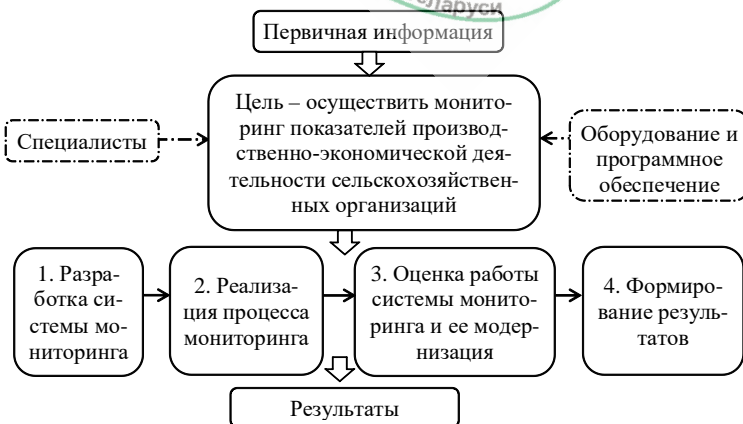 еларуси
Первичная информация
Цель – осуществить монито-
ринг показателей производ-
ственно-экономической дея-
тельности сельскохозяйствен-
ных организаций
Специалисты
Оборудование и
программное
обеспечение
1. Разра-
ботка си-
стемы мо-
ниторинга
2. Реализа-
ция процесса
мониторинга
3. Оценка работы
системы монито-
ринга и ее модер-
низация
4. Формиро-
вание резуль-
татов
Результаты